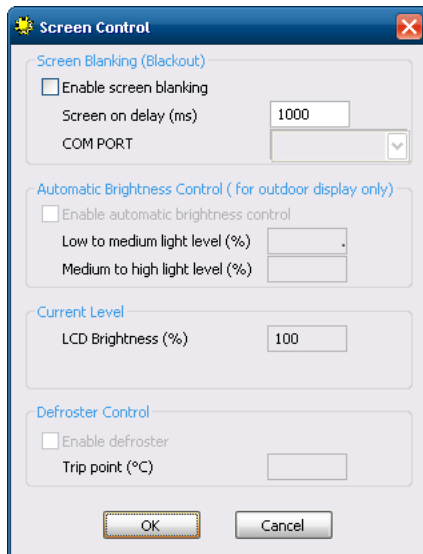 Screen Control
Screen Blanking (Blackout)
Enable screen blanking
Screen on delay (ms) 1000
COM PORT
Automatic Brightness Control ( for outdoor display only)
Enable automatic brightness control
Low to medium light level (%) .
Medium to high light level (%)
Current Level
LCD Brightness (%) 100
Defroster Control
Enable defroster
Trip point (°C)
OK Cancel